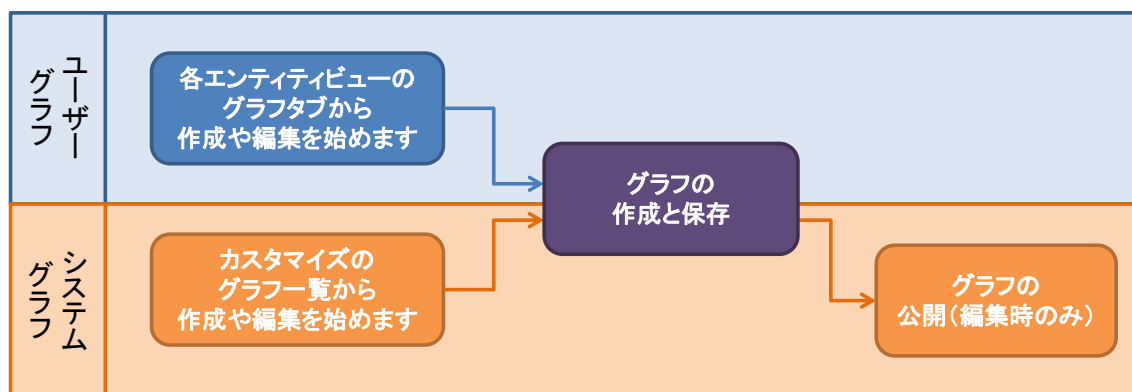 ユーザー
グラフ
各エンティティビューの
グラフタブから
作成や編集を始めます
グラフの
作成と保存
システム
グラフ
カスタマイズの
グラフ一覧から
作成や編集を始めます
グラフの
公開（編集時のみ）